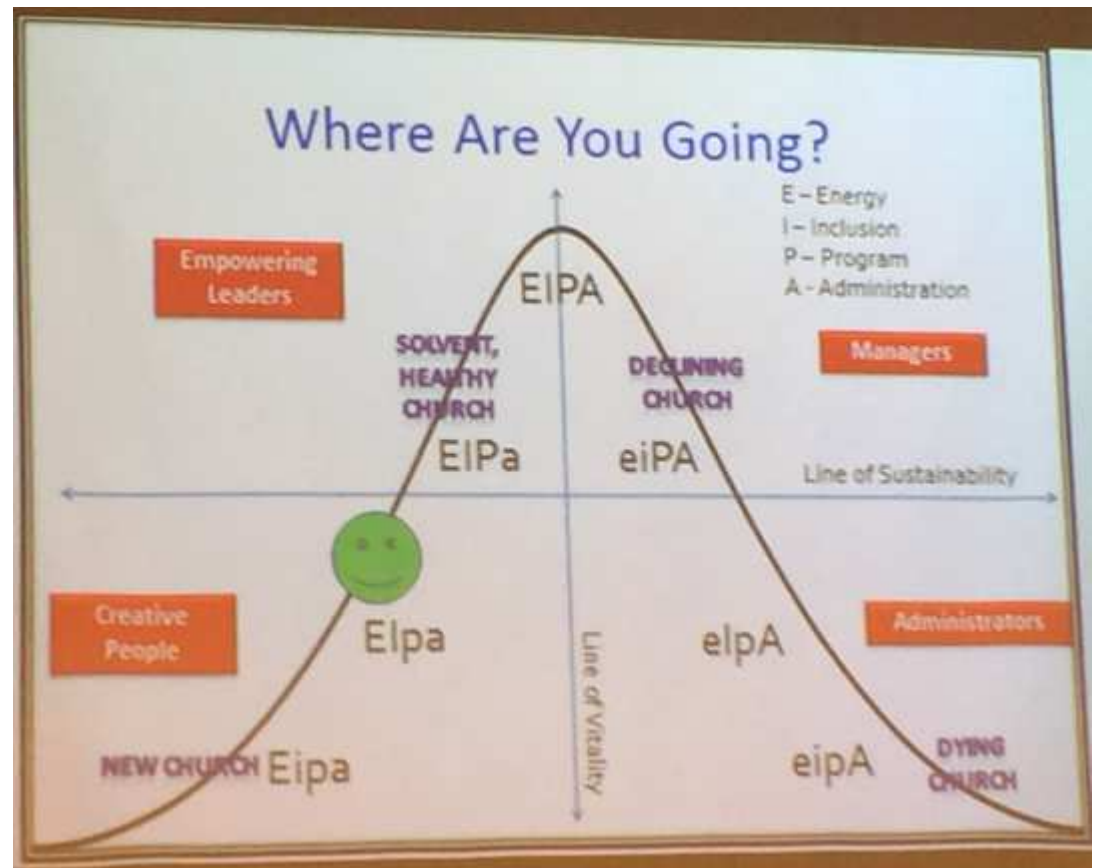 Where Are You Going?
E – Energy
I – Inclusion
P – Program
A - Administration
Empowering
Leaders
EIPA
SOLVENT,
HEALTHY
CHURCH
DECLINING
CHURCH
Managers
EIPa
eiPA
Line of Sustainability
Creative
People
EIpa
Line of Vitality
eIpA
Administrators
NEW CHURCH
Eipa
eipA
DYING
CHURCH